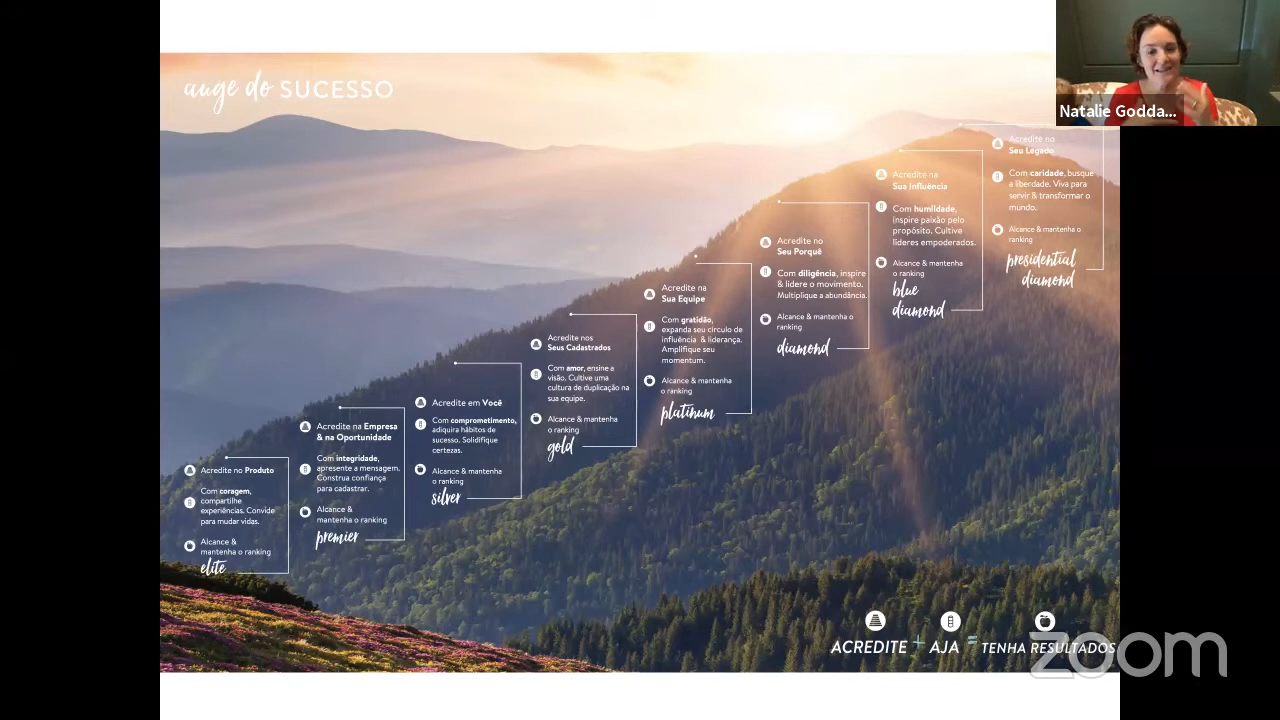 auge do SUCESSO
Natalie Godda...
Acredite no Produto
Com coragem,
compartilhe
experiências. Convide
para mudar vidas.
Alcance &
mantenha o ranking
elite
Acredite na Empresa
& na Oportunidade
Com integridade,
apresente a mensagem.
Construa confiança
para cadastrar.
Alcance &
mantenha o ranking
premier
Acredite em Você
Com comprometimento,
adiquira hábitos de
sucesso. Solidifique
certezas.
Alcance & mantenha
o ranking
silver
Acredite nos
Seus Cadastrados
Com amor, ensine a
visão. Cultive uma
cultura de duplicação na
sua equipe.
Alcance & mantenha
o ranking
gold
Acredite na
Sua Equipe
Com gratidão,
expanda seu círculo de
influência & liderança.
Amplifique seu
momentum.
Alcance & mantenha
o ranking
platinum
Acredite no
Seu Porquê
Com diligência, inspire
& lidere o movimento.
Multiplique a abundância.
Alcance & mantenha o
ranking
diamond
Acredite na
Sua Influência
Com humildade,
inspire paixão pelo
propósito. Cultive
líderes empoderados.
Alcance & mantenha
o ranking
blue
diamond
Acredite no
Seu Legado
Com caridade, busque
a liberdade. Viva para
servir & transformar o
mundo.
Alcance & mantenha o
ranking
presidential
diamond
ACREDITE + AJA = TENHA RESULTADOS
zoom